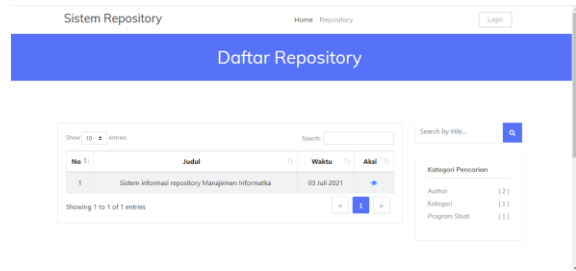 Sistem Repository
Home Repository
Login
Daftar Repository
Show 10 entries
Search:
No Judul Waktu Aksi
1 Sistem informasi repository Manajemen Informatka 03 Juli 2021
Showing 1 to 1 of 1 entries
« 1 »
Search by title...
Kategori Pencarian
Author (2)
Kategori (1)
Program Studi (1)